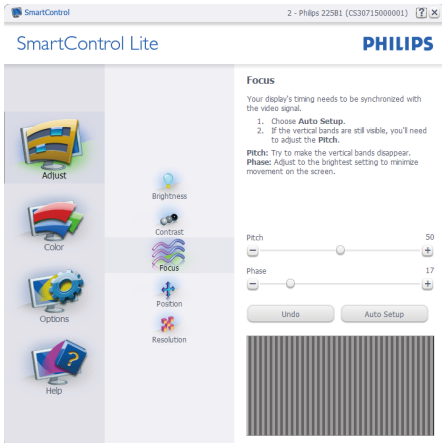 SmartControl
2 - Philips 225B1 (CS30715000001)
?
X
SmartControl Lite
PHILIPS
Adjust
Color
Options
Help
Brightness
Contrast
Focus
Position
Resolution
Focus
Your display's timing needs to be synchronized with
the video signal.
1. Choose Auto Setup.
2. If the vertical bands are still visible, you'll need
to adjust the Pitch.
Pitch: Try to make the vertical bands disappear.
Phase: Adjust to the brightest setting to minimize
movement on the screen.
Pitch 50
Phase 17
Undo
Auto Setup